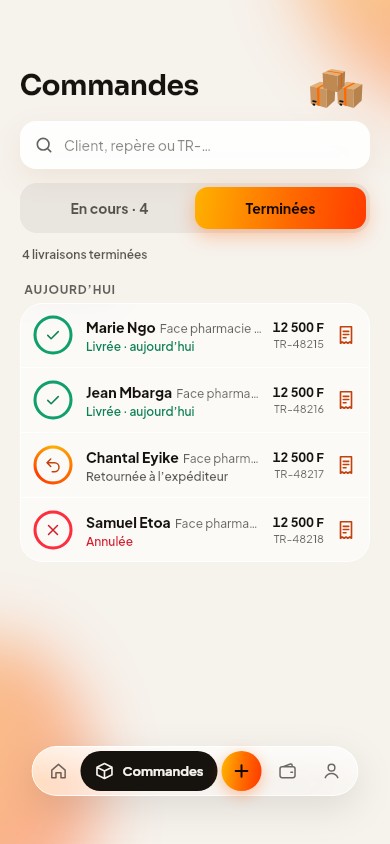 Commandes
Client, repère ou TR-…
En cours · 4
Terminées
4 livraisons terminées
AUJOURD’HUI
Marie Ngo Face pharmacie … 12 500 F
Livrée · aujourd’hui TR-48215
Jean Mbarga Face pharma… 12 500 F
Livrée · aujourd’hui TR-48216
Chantal Eyike Face pharm… 12 500 F
Retournée à l’expéditeur TR-48217
Samuel Etoa Face pharma… 12 500 F
Annulée TR-48218
Commandes